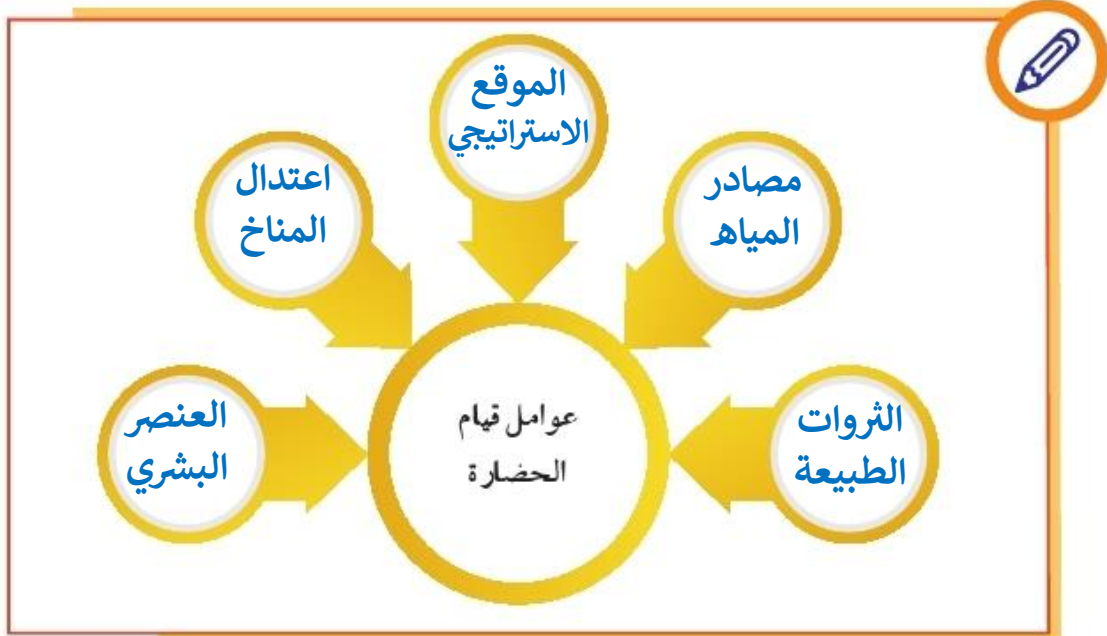 الموقع
الاستراتيجي
مصادر
المياه
اعتدال
المناخ
الثروات
الطبيعة
العنصر
البشري
عوامل قيام
الحضارة